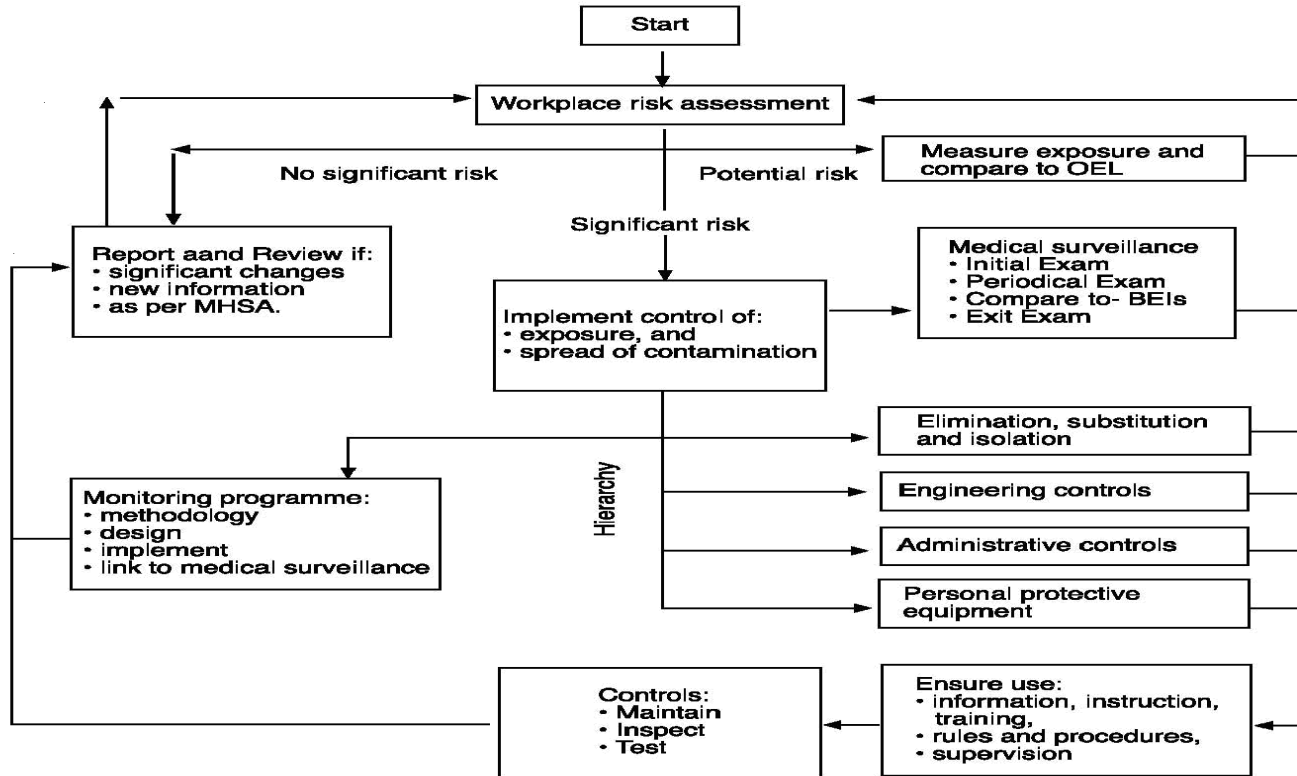 Start
Workplace risk assessment
No significant risk
Potential risk
Measure exposure and
compare to OEL
Significant risk
Report aand Review if:
• significant changes
• new information
• as per MHSA.
Implement control of:
• exposure, and
• spread of contamination
Medical surveillance
• Initial Exam
• Periodical Exam
• Compare to- BEIs
• Exit Exam
Hierarchy
Elimination, substitution
and isolation
Engineering controls
Administrative controls
Personal protective
equipment
Monitoring programme:
• methodology
• design
• implement
• link to medical surveillance
Controls:
• Maintain
• Inspect
• Test
Ensure use:
• information, instruction,
training,
• rules and procedures,
• supervision